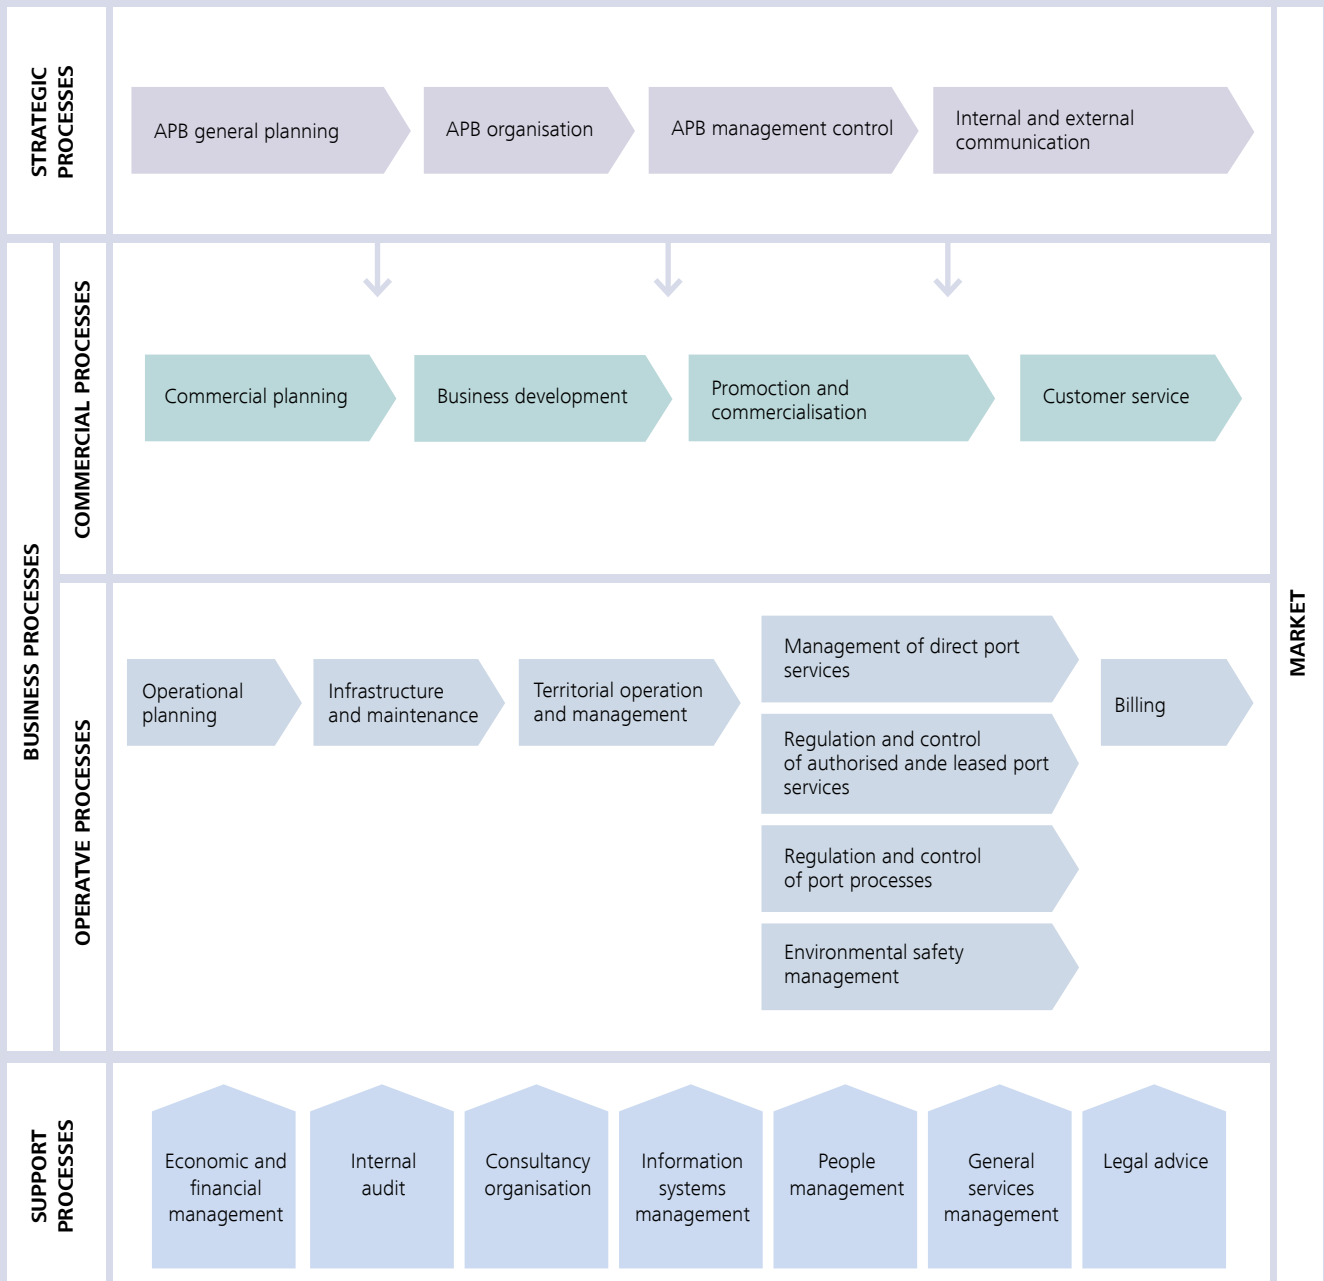 STRATEGIC
PROCESSES
APB general planning
APB organisation
APB management control
Internal and external
communication
BUSINESS PROCESSES
COMMERCIAL PROCESSES
Commercial planning
Business development
Promoction and
commercialisation
Customer service
OPERATVE PROCESSES
Operational
planning
Infrastructure
and maintenance
Territorial operation
and management
Management of direct port
services
Regulation and control
of authorised ande leased port
services
Regulation and control
of port processes
Environmental safety
management
Billing
MARKET
SUPPORT
PROCESSES
Economic and
financial
management
Internal
audit
Consultancy
organisation
Information
systems
management
People
management
General
services
management
Legal advice